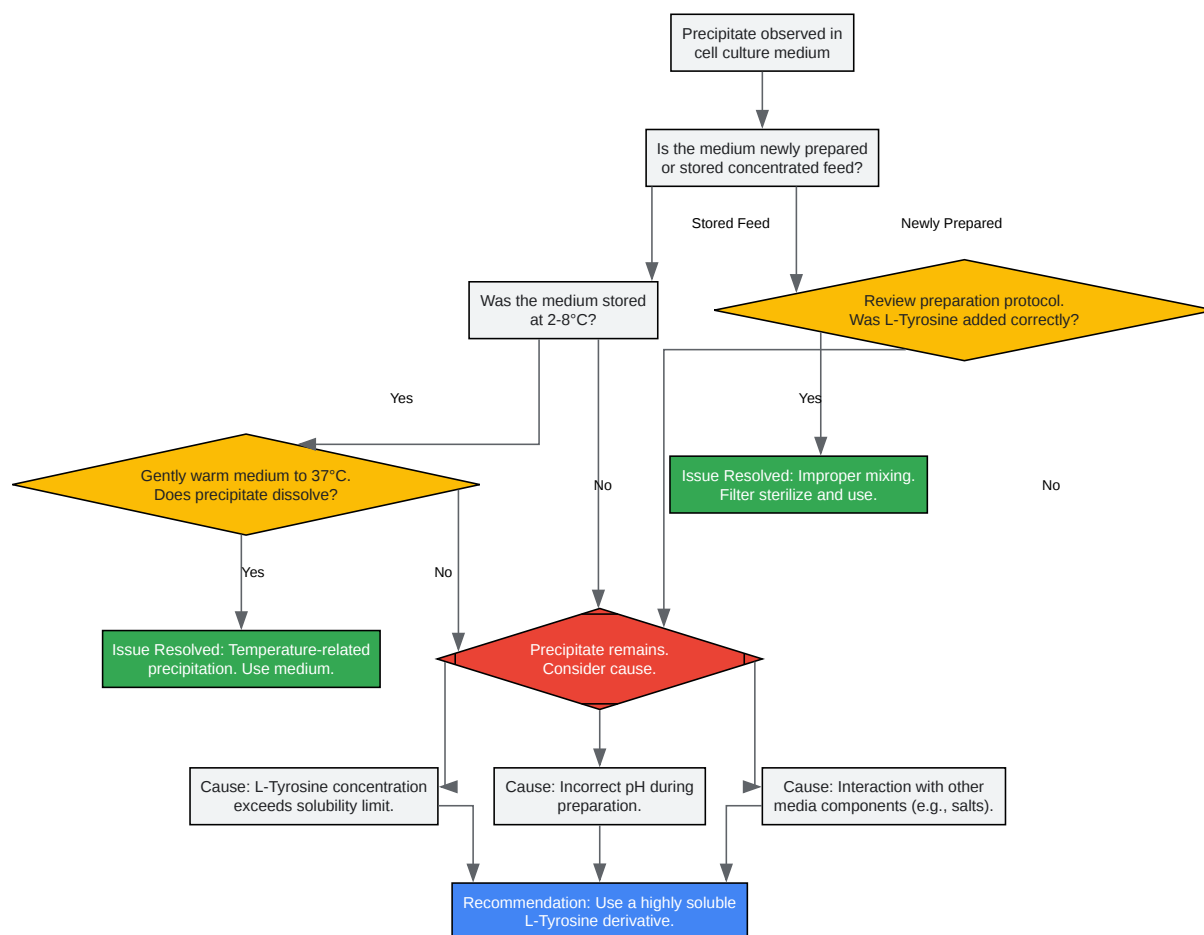 Precipitate observed in
cell culture medium
Is the medium newly prepared
or stored concentrated feed?
Stored Feed
Newly Prepared
Was the medium stored
at 2-8°C?
Review preparation protocol.
Was L-Tyrosine added correctly?
Yes
Yes
Gently warm medium to 37°C.
Does precipitate dissolve?
No
Issue Resolved: Improper mixing.
Filter sterilize and use.
No
Yes
No
Issue Resolved: Temperature-related
precipitation. Use medium.
Precipitate remains.
Consider cause.
Cause: L-Tyrosine concentration
exceeds solubility limit.
Cause: Incorrect pH during
preparation.
Cause: Interaction with other
media components (e.g., salts).
Recommendation: Use a highly soluble
L-Tyrosine derivative.